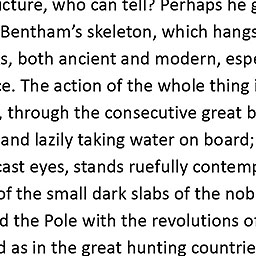 ucture, who can tell? Perhaps he g
Bentham’s skeleton, which hangs
s, both ancient and modern, espe
ce. The action of the whole thing i
, through the consecutive great b
and lazily taking water on board;
cast eyes, stands ruefully contemp
of the small dark slabs of the nob
d the Pole with the revolutions of
d as in the great hunting countrie